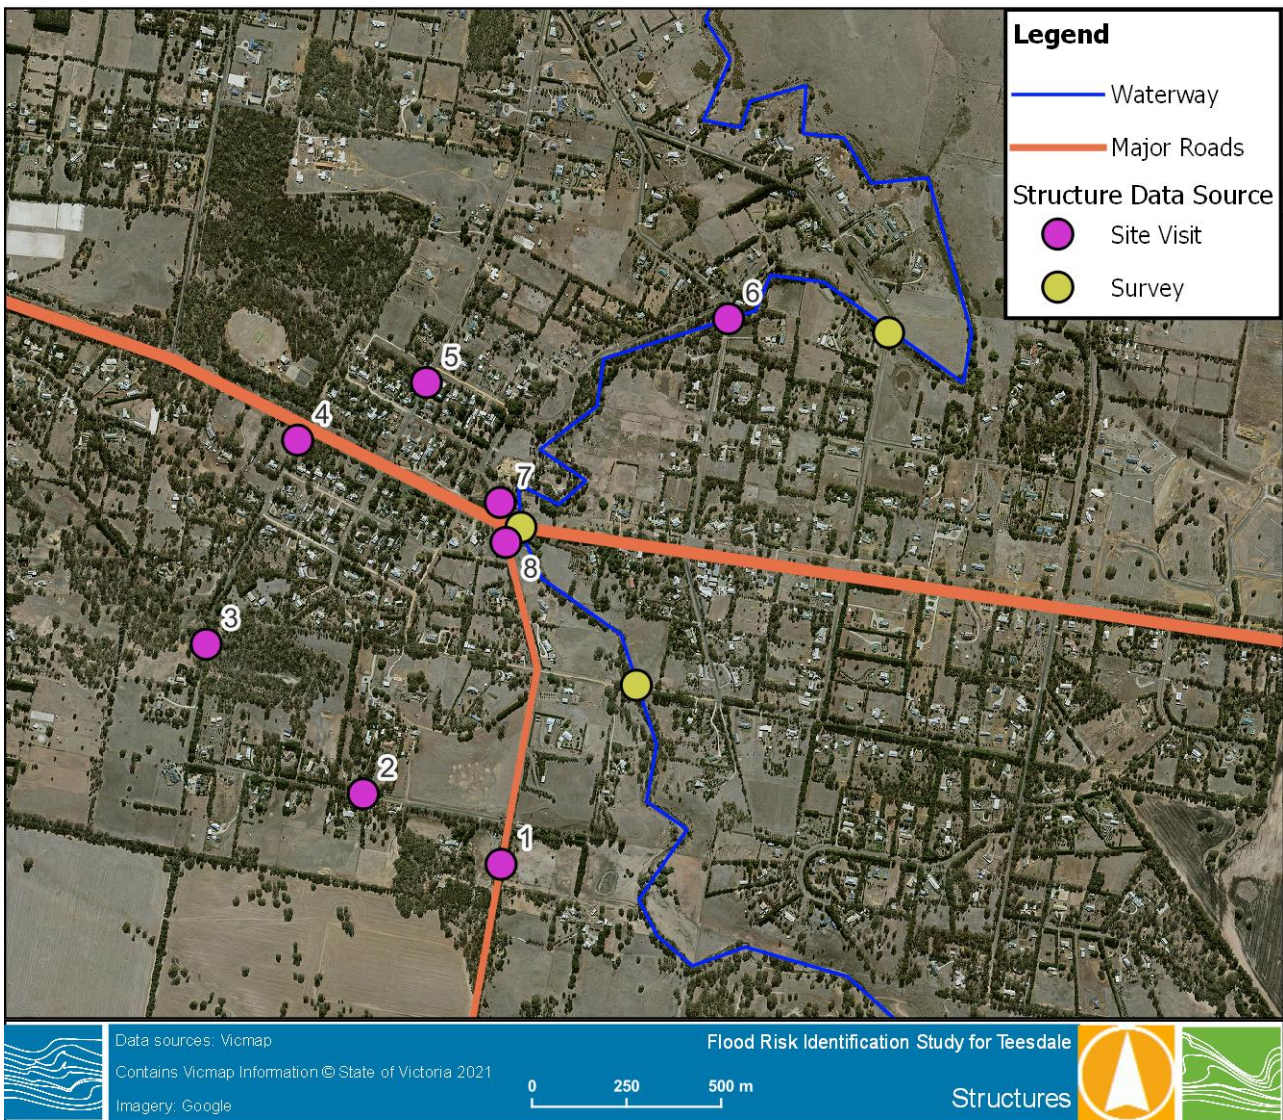 Legend
Waterway
Major Roads
Structure Data Source
Site Visit
Survey
6
5
4
7
8
3
2
1
Data sources: Vicmap
Contains Vicmap Information © State of Victoria 2021
Imagery: Google
0 250 500 m
Flood Risk Identification Study for Teesdale
Structures